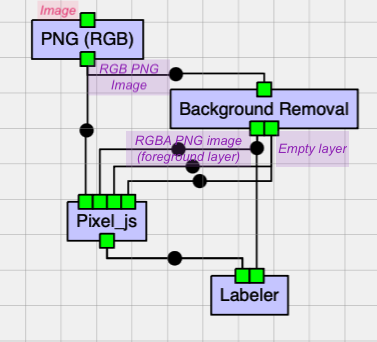 Image
PNG (RGB)
RGB PNG
Image
Background Removal
RGBA PNG image
(foreground layer)
Empty layer
Pixel_js
Labeler